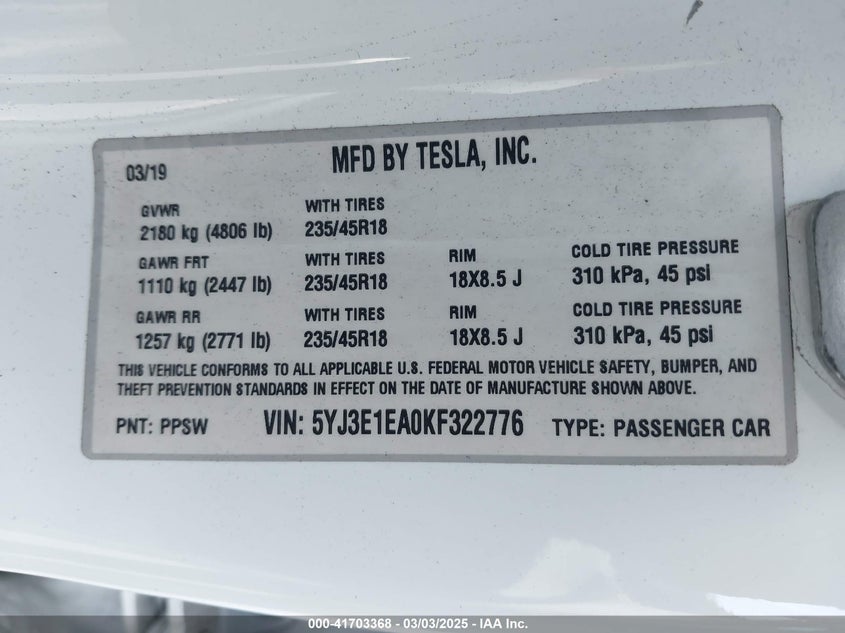 03/19 MFD BY TESLA, INC.
GVWR WITH TIRES
2180 kg (4806 lb) 235/45R18
GAWR FRT WITH TIRES RIM COLD TIRE PRESSURE
1110 kg (2447 lb) 235/45R18 18X8.5 J 310 kPa, 45 psi
GAWR RR WITH TIRES RIM COLD TIRE PRESSURE
1257 kg (2771 lb) 235/45R18 18X8.5 J 310 kPa, 45 psi
THIS VEHICLE CONFORMS TO ALL APPLICABLE U.S. FEDERAL MOTOR VEHICLE SAFETY, BUMPER, AND
THEFT PREVENTION STANDARDS IN EFFECT ON THE DATE OF MANUFACTURE SHOWN ABOVE.
PNT: PPSW VIN: 5YJ3E1EA0KF322776 TYPE: PASSENGER CAR
000-41703368 - 03/03/2025 - IAA Inc.